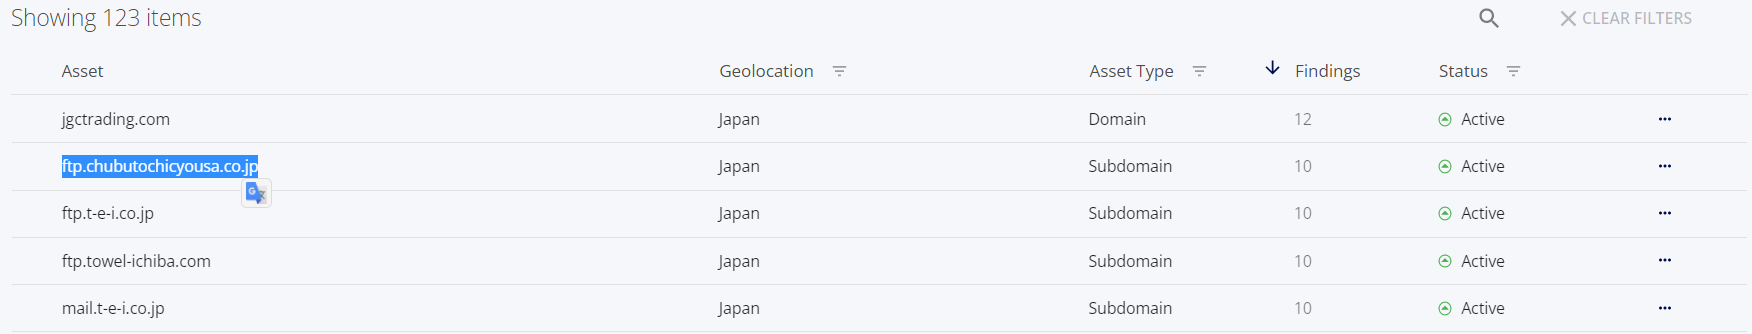 Showing 123 items
CLEAR FILTERS
Asset Geolocation Asset Type Findings Status
jgctrading.com Japan Domain 12 Active
ftp.chubutochicyousa.co.jp Japan Subdomain 10 Active
ftp.t-e-i.co.jp Japan Subdomain 10 Active
ftp.towel-ichiba.com Japan Subdomain 10 Active
mail.t-e-i.co.jp Japan Subdomain 10 Active